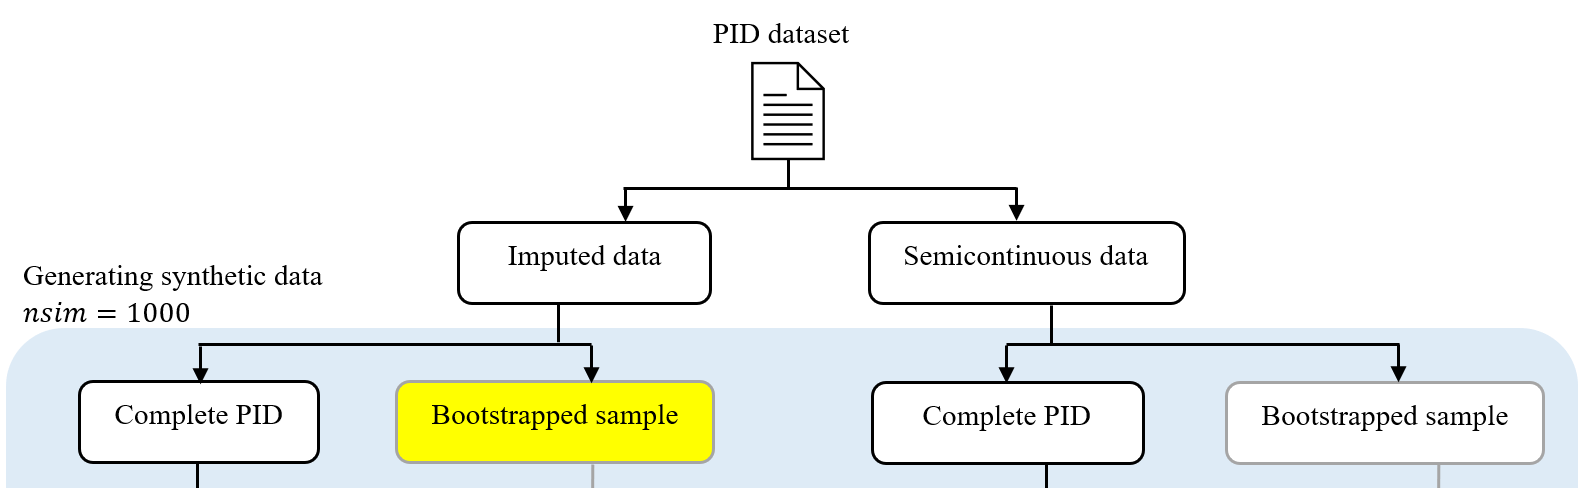 PID dataset
Imputed data
Semicontinuous data
Generating synthetic data
nsim = 1000
Complete PID
Bootstrapped sample
Complete PID
Bootstrapped sample